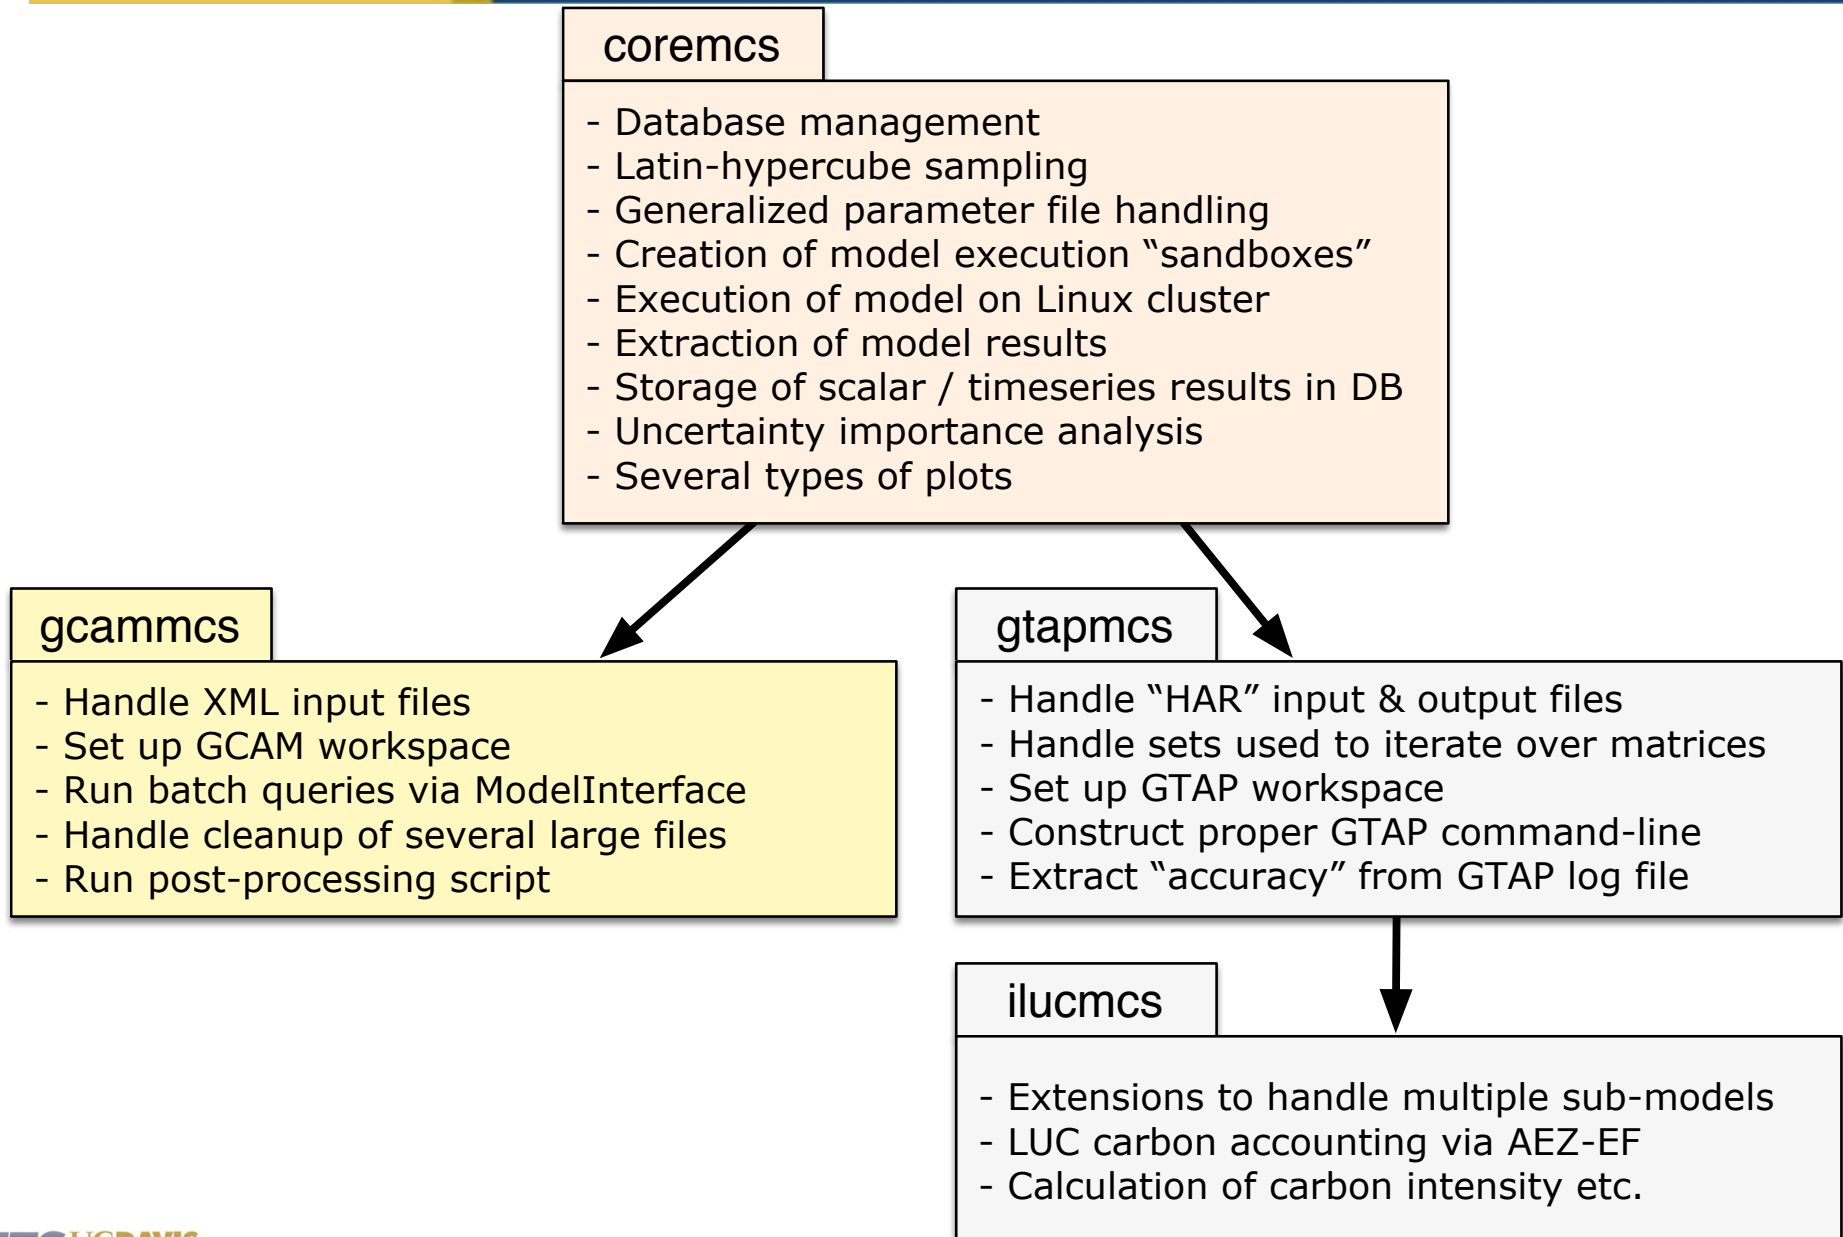 coremcs
- Database management
- Latin-hypercube sampling
- Generalized parameter file handling
- Creation of model execution “sandboxes”
- Execution of model on Linux cluster
- Extraction of model results
- Storage of scalar / timeseries results in DB
- Uncertainty importance analysis
- Several types of plots
gcammcs
- Handle XML input files
- Set up GCAM workspace
- Run batch queries via ModelInterface
- Handle cleanup of several large files
- Run post-processing script
gtapmcs
- Handle “HAR” input & output files
- Handle sets used to iterate over matrices
- Set up GTAP workspace
- Construct proper GTAP command-line
- Extract “accuracy” from GTAP log file
ilucmcs
- Extensions to handle multiple sub-models
- LUC carbon accounting via AEZ-EF
- Calculation of carbon intensity etc.